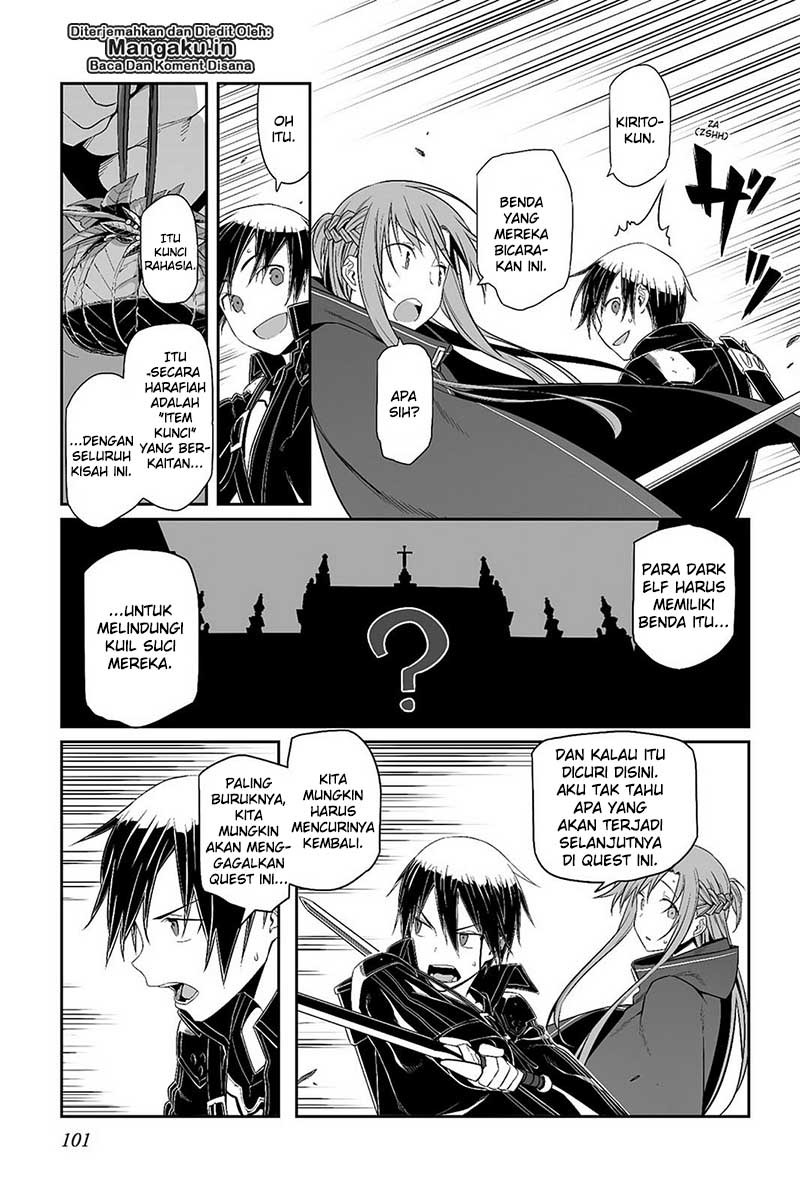 Diterjemahkan dan Diedit Oleh:
Mangaku.in
Baca Dan Koment Disana
ZA
(ZSHH)
ザッ
KIRITO-
KUN.
BENDA
YANG
MEREKA
BICARA-
KAN INI.
APA
SIH?
OH
ITU.
ITU
KUNCI
RAHASIA.
ITU
-SECARA
HARAFIAH
ADALAH
"ITEM
KUNCI"
YANG BER-
KAITAN...
...DENGAN
SELURUH
KISAH INI.
PARA DARK
ELF HARUS
MEMILIKI
BENDA ITU...
?
...UNTUK
MELINDUNGI
KUIL SUCI
MEREKA.
DAN KALAU ITU
DICURI DISINI.
AKU TAK TAHU
APA YANG
AKAN TERJADI
SELANJUTNYA
DI QUEST INI.
KITA
MUNGKIN
HARUS
MENCURINYA
KEMBALI.
PALING
BURUKNYA,
KITA
MUNGKIN
AKAN MENG-
GAGALKAN
QUEST INI...
101